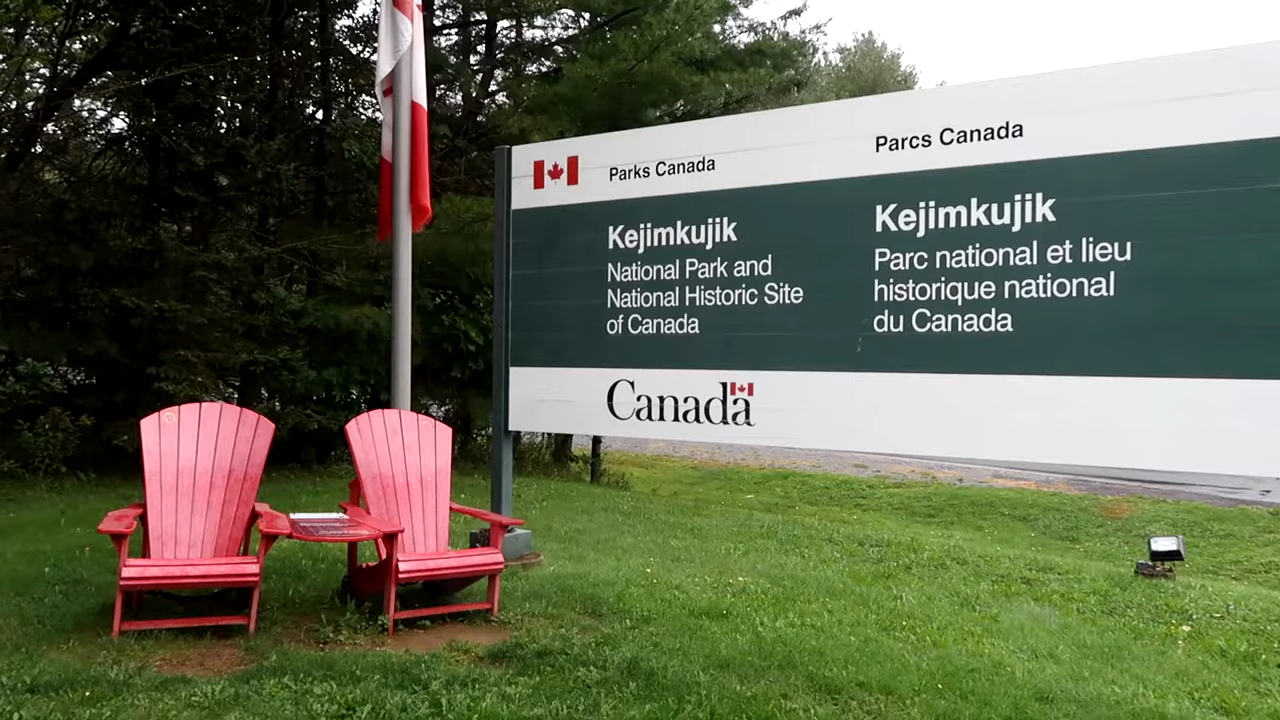 Parks Canada
Parcs Canada
Kejimkujik
National Park and
National Historic Site
of Canada
Kejimkujik
Parc national et lieu
historique national
du Canada
Canada